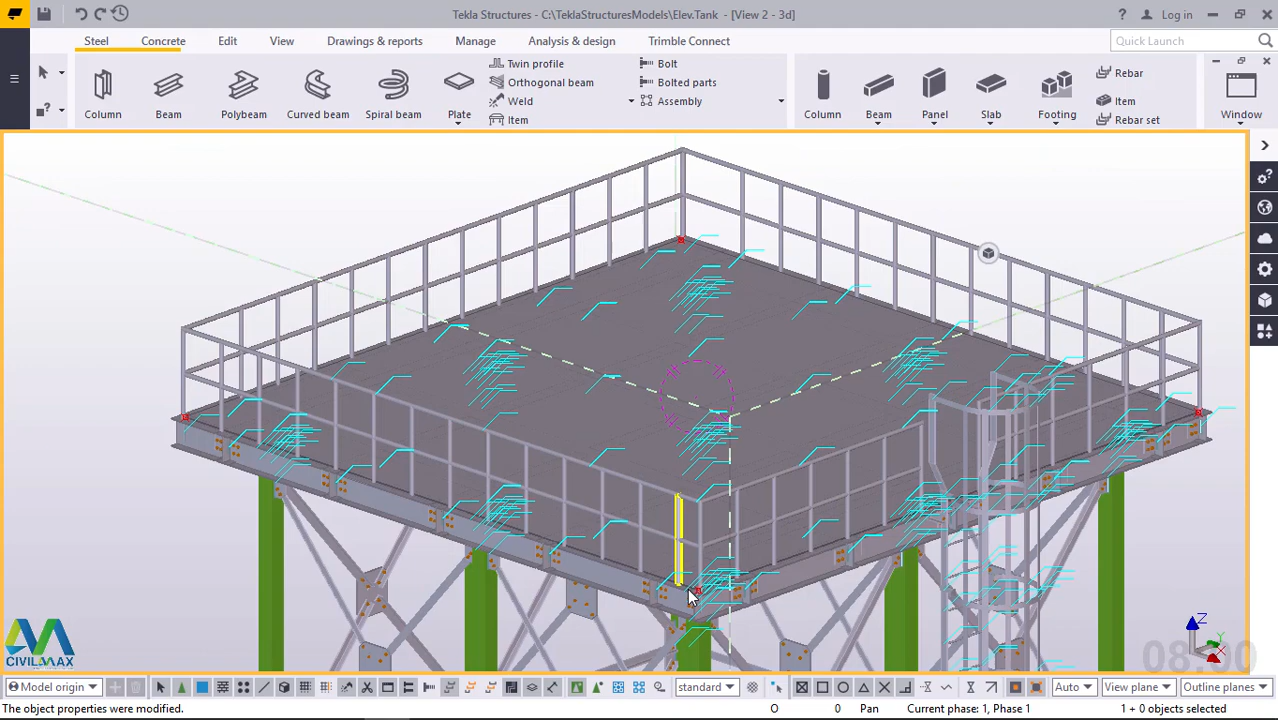 Tekla Structures - C:\TeklaStructuresModels\Elev.Tank - [View 2 - 3d]
Log in
Steel Concrete Edit View Drawings & reports Manage Analysis & design Trimble Connect Quick Launch
Twin profile Bolt Rebar
Orthogonal beam Bolted parts
Weld Assembly Item
Column Beam Polybeam Curved beam Spiral beam Plate Column Beam Panel Slab Footing Window
Item Rebar set
Z
Y
CIVILMAX
08:30
Model origin standard Auto View plane Outline planes
The object properties were modified. O 0 Pan Current phase: 1, Phase 1 1 + 0 objects selected